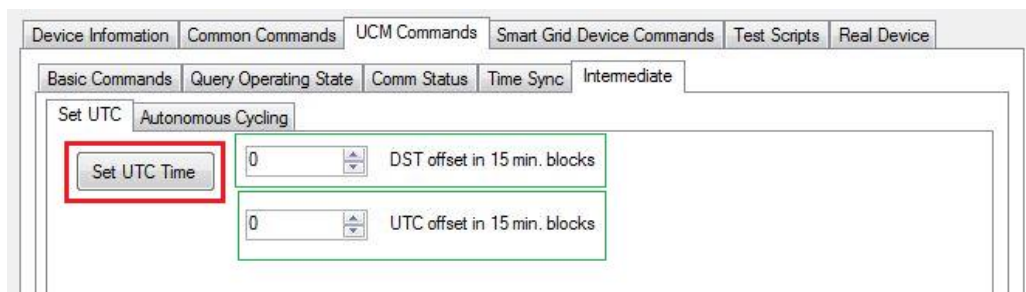 Device Information Common Commands UCM Commands Smart Grid Device Commands Test Scripts Real Device
Basic Commands Query Operating State Comm Status Time Sync Intermediate
Set UTC Autonomous Cycling
Set UTC Time 0 DST offset in 15 min. blocks
0 UTC offset in 15 min. blocks